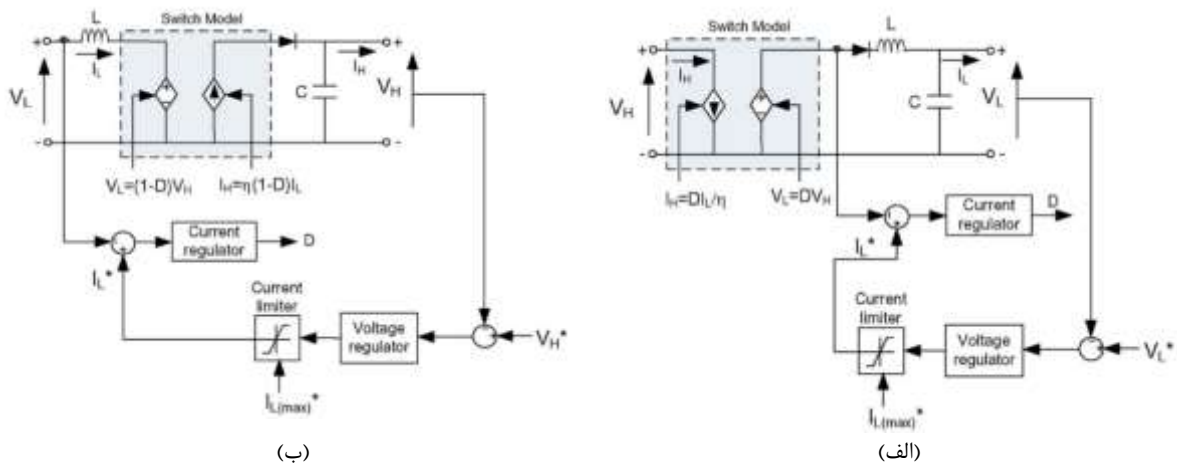 Switch Model
L
+
I_L
V_L
-
+
I_H
C
V_H
-
V_L=(1-D)V_H
I_H=η(1-D)I_L
Current regulator
D
I_L*
Current limiter
Voltage regulator
V_H*
I_L(max)*
(ب)
Switch Model
+
I_H
V_H
-
L
+
I_L
C
V_L
-
I_H=DI_L/η
V_L=DV_H
Current regulator
D
I_L*
Current limiter
Voltage regulator
V_L*
I_L(max)*
(الف)